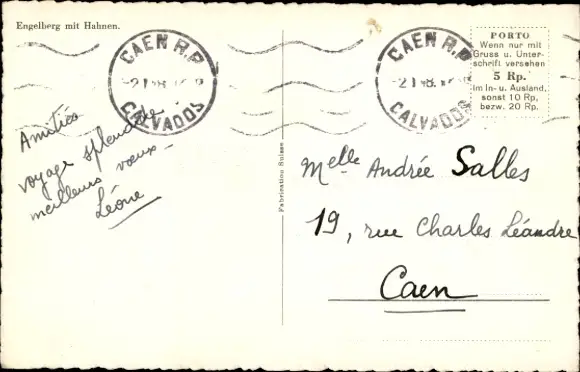 Engelberg mit Hahnen.
CAEN R.P.
CALVADOS
CAEN R.P.
CALVADOS
PORTO
Wenn nur mit
Gruss u. Unter-
schrift versehen
5 Rp.
im In- u. Ausland,
sonst 10 Rp,
bezw. 20 Rp.
Amitiés
voyage splendide
meilleurs vœux —
Léone
Fabrication Suisse
Melle Andrée Salles
19, rue Charles Léandre
Caen